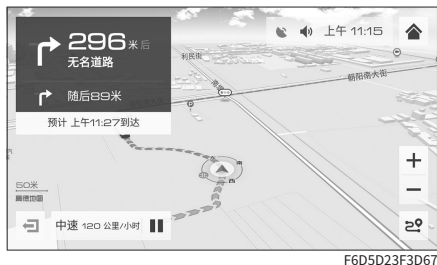 296米后
无名道路
随后89米
预计 上午11:27到达
上午 11:15
利民街
朝阳南大街
南
西
50米
高德地图
中速 120 公里/小时
F6D5D23F3D67